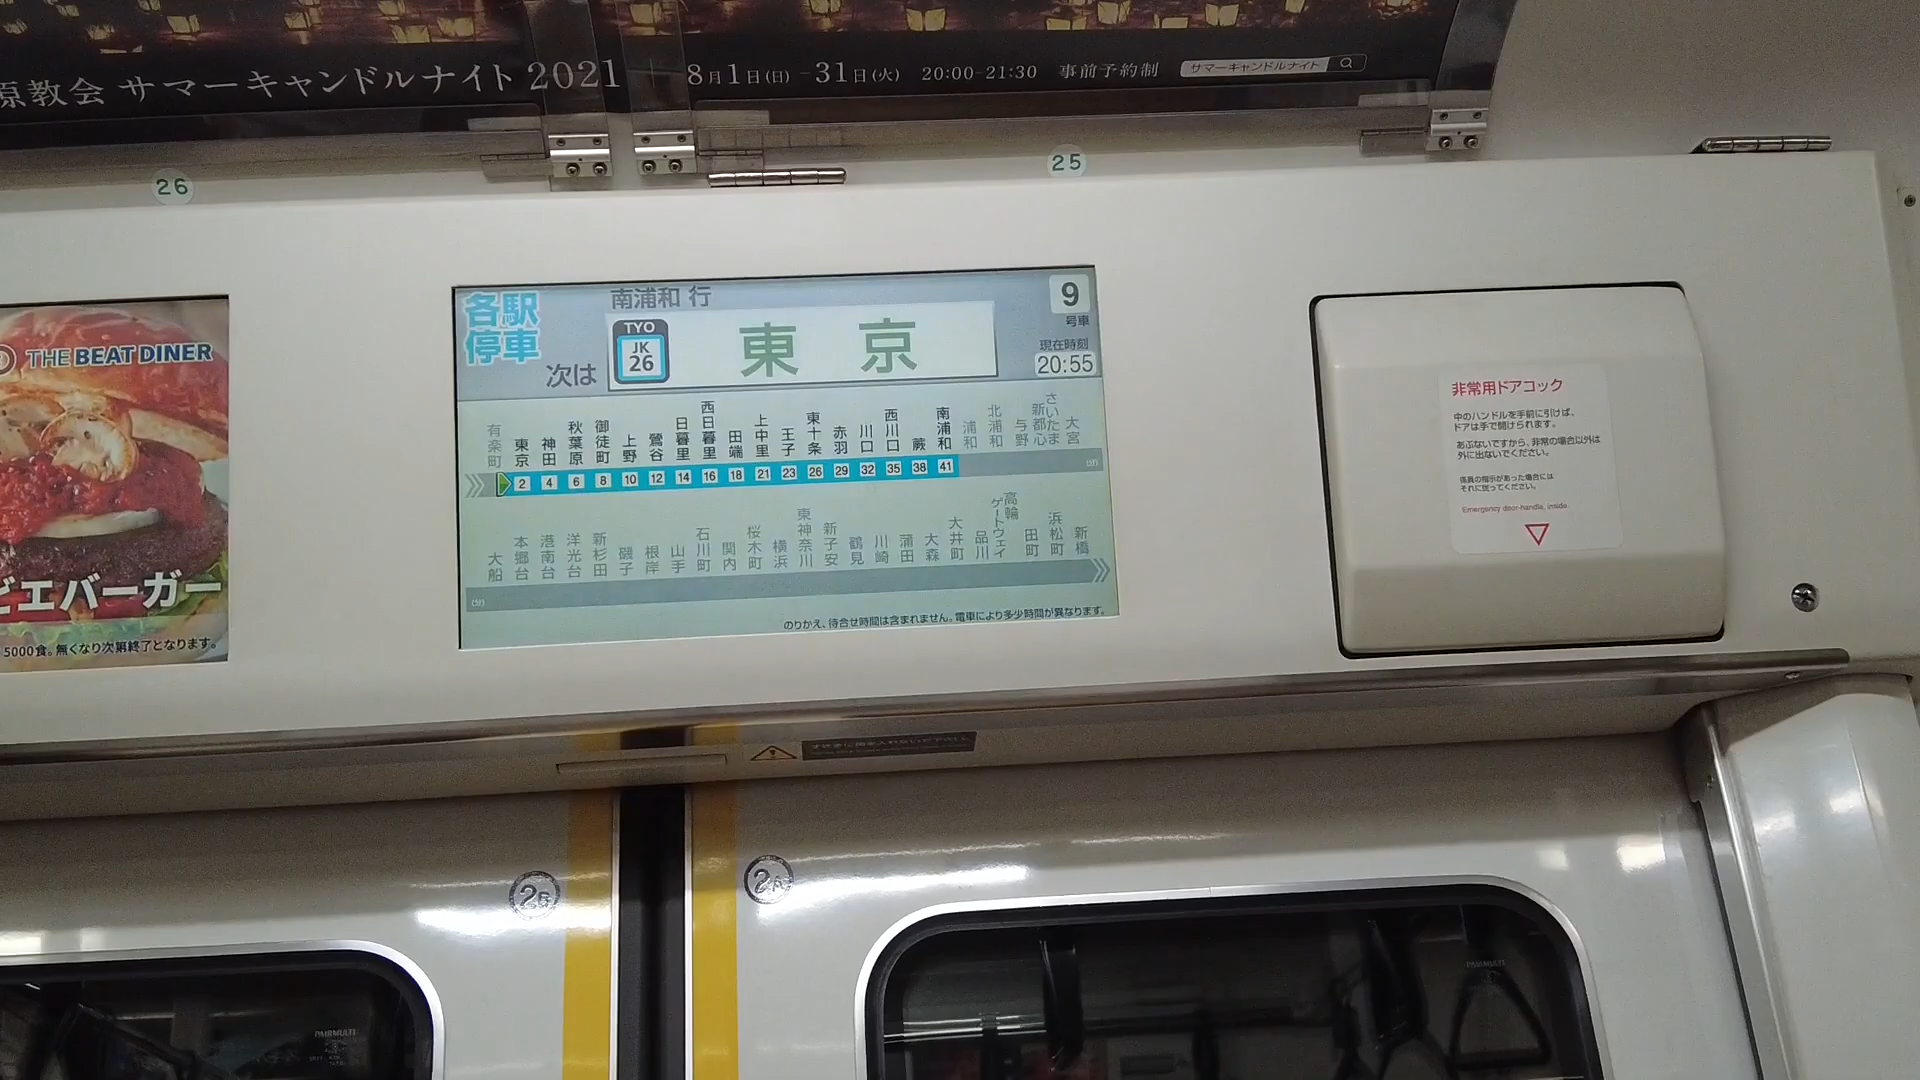 原教会 サマーキャンドルナイト 2021
8月1日(日)－31日(火) 20:00-21:30 事前予約制 サマーキャンドルナイト
26
25
THE BEAT DINER
ビエバーガー
5000食。無くなり次第終了となります。
各駅
停車
南浦和 行
次は
TYO
JK
26
東京
9
号車
現在時刻
20:55
有楽町 東京 神田 秋葉原 御徒町 上野 鶯谷 日暮里 西日暮里 田端 上中里 王子 東十条 赤羽 川口 西川口 蕨 南浦和 浦和 北浦和 与野 さいたま新都心 大宮
2 4 6 8 10 12 14 16 18 21 23 26 29 32 35 38 41 (分)
大船 本郷台 港南台 洋光台 新杉田 磯子 根岸 山手 石川町 関内 桜木町 横浜 東神奈川 新子安 鶴見 川崎 蒲田 大森 大井町 品川 高輪ゲートウェイ 田町 浜松町 新橋
(分)
のりかえ、待合せ時間は含まれません。電車により多少時間が異なります。
非常用ドアコック
中のハンドルを手前に引けば、
ドアは手で開けられます。
あぶないですから、非常の場合以外は
外に出ないでください。
係員の指示があった場合には
それに従ってください。
Emergency door-handle, inside
2B
2A
PAIRMULTI
PAIRMULTI